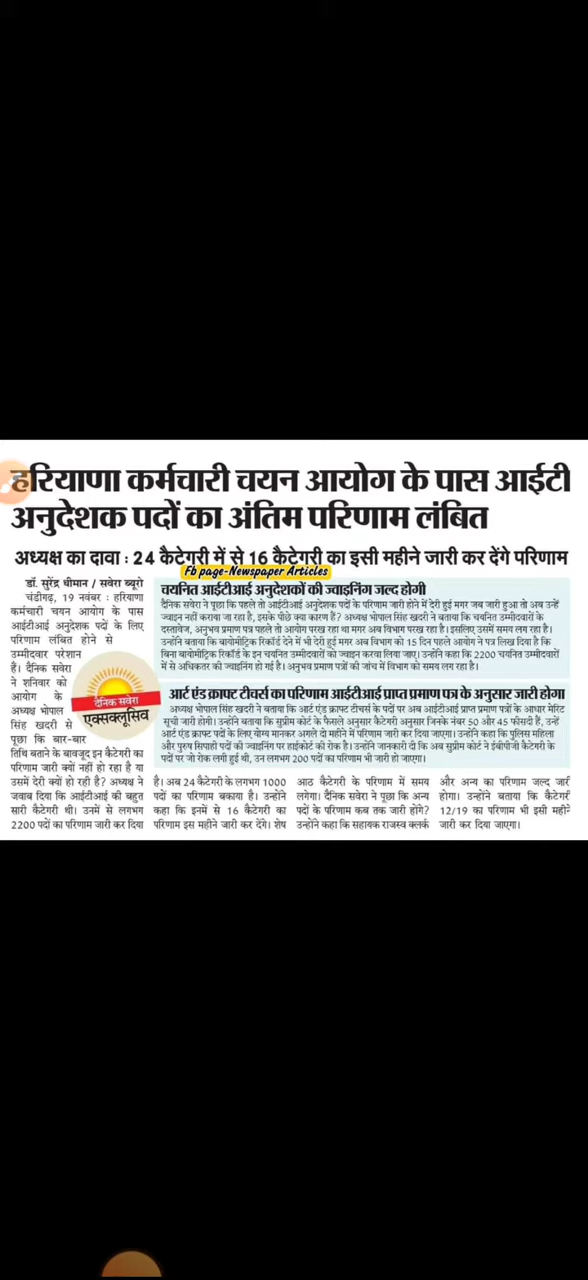 हरियाणा कर्मचारी चयन आयोग के पास आईटी
अनुदेशक पदों का अंतिम परिणाम लंबित
अध्यक्ष का दावा : 24 कैटेगरी में से 16 कैटेगरी का इसी महीने जारी कर देंगे परिणाम
Fb page-Newspaper Articles
डॉ. सुरेंद्र धीमान / सवेरा ब्यूरो
चंडीगढ़, 19 नवंबर : हरियाणा
कर्मचारी चयन आयोग के पास
आईटीआई अनुदेशक पदों के लिए
परिणाम लंबित होने से
उम्मीदवार परेशान
हैं। दैनिक सवेरा
ने शनिवार को
आयोग के
अध्यक्ष भोपाल
सिंह खदरी से
पूछा कि बार-बार
तिथि बताने के बावजूद इन कैटेगरी का
परिणाम जारी क्यों नहीं हो रहा है या
उसमें देरी क्यों हो रही है? अध्यक्ष ने
जवाब दिया कि आईटीआई की बहुत
सारी कैटेगरी थी। उनमें से लगभग
2200 पदों का परिणाम जारी कर दिया
दैनिक सवेरा
एक्सक्लूसिव
चयनित आईटीआई अनुदेशकों की ज्वाइनिंग जल्द होगी
दैनिक सवेरा ने पूछा कि पहले तो आईटीआई अनुदेशक पदों के परिणाम जारी होने में देरी हुई मगर जब जारी हुआ तो अब उन्हें
ज्वाइन नहीं कराया जा रहा है, इसके पीछे क्या कारण हैं? अध्यक्ष भोपाल सिंह खदरी ने बताया कि चयनित उम्मीदवारों के
दस्तावेज, अनुभव प्रमाण पत्र पहले तो आयोग परख रहा था मगर अब विभाग परख रहा है। इसलिए उसमें समय लग रहा है।
उन्होंने बताया कि बायोमीट्रिक रिकॉर्ड देने में भी देरी हुई मगर अब विभाग को 15 दिन पहले आयोग ने पत्र लिख दिया है कि
बिना बायोमीट्रिक रिकॉर्ड के इन चयनित उम्मीदवारों को ज्वाइन करवा लिया जाए। उन्होंने कहा कि 2200 चयनित उम्मीदवारों
में से अधिकतर की ज्वाइनिंग हो गई है। अनुभव प्रमाण पत्रों की जांच में विभाग को समय लग रहा है।
आर्ट एंड क्राफ्ट टीचर्स का परिणाम आईटीआई प्राप्त प्रमाण पत्र के अनुसार जारी होगा
अध्यक्ष भोपाल सिंह खदरी ने बताया कि आर्ट एंड क्राफ्ट टीचर्स के पदों पर अब आईटीआई प्राप्त प्रमाण पत्रों के आधार मेरिट
सूची जारी होगी। उन्होंने बताया कि सुप्रीम कोर्ट के फैसले अनुसार कैटेगरी अनुसार जिनके नंबर 50 और 45 फीसदी हैं, उन्हें
आर्ट एंड क्राफ्ट पदों के लिए योग्य मानकर अगले दो महीने में परिणाम जारी कर दिया जाएगा। उन्होंने कहा कि पुलिस महिला
और पुरुष सिपाही पदों की ज्वाइनिंग पर हाईकोर्ट की रोक है। उन्होंने जानकारी दी कि अब सुप्रीम कोर्ट ने ईबीपीजी कैटेगरी के
पदों पर जो रोक लगी हुई थी, उन लगभग 200 पदों का परिणाम भी जारी हो जाएगा।
है। अब 24 कैटेगरी के लगभग 1000
पदों का परिणाम बकाया है। उन्होंने
कहा कि इनमें से 16 कैटेगरी का
परिणाम इस महीने जारी कर देंगे। शेष
आठ कैटेगरी के परिणाम में समय
लगेगा। दैनिक सवेरा ने पूछा कि अन्य
पदों के परिणाम कब तक जारी होंगे?
उन्होंने कहा कि सहायक राजस्व क्लर्क
और अन्य का परिणाम जल्द जारी
होगा। उन्होंने बताया कि कैटेगरी
12/19 का परिणाम भी इसी महीने
जारी कर दिया जाएगा।